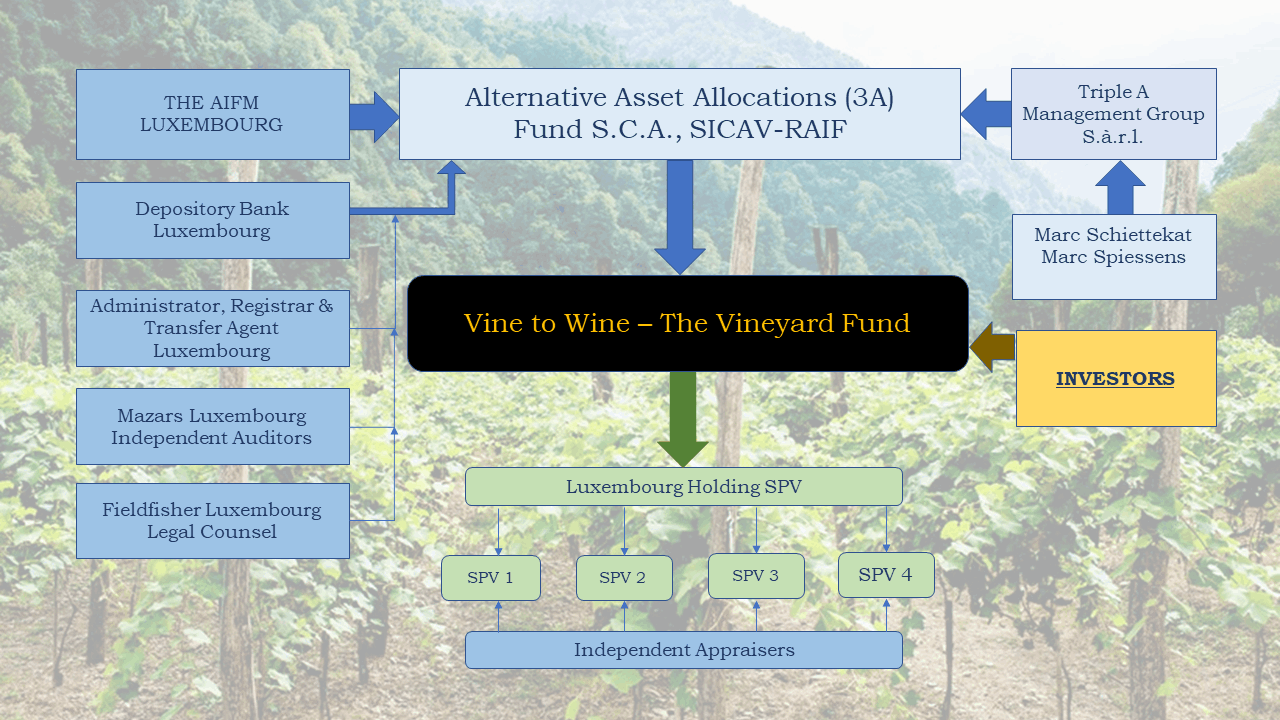 THE AIFM
LUXEMBOURG
Alternative Asset Allocations (3A)
Fund S.C.A., SICAV-RAIF
Triple A
Management Group
S.à.r.l.
Depository Bank
Luxembourg
Marc Schiettekat
Marc Spiessens
Administrator, Registrar &
Transfer Agent
Luxembourg
Vine to Wine – The Vineyard Fund
INVESTORS
Mazars Luxembourg
Independent Auditors
Fieldfisher Luxembourg
Legal Counsel
Luxembourg Holding SPV
SPV 1
SPV 2
SPV 3
SPV 4
Independent Appraisers